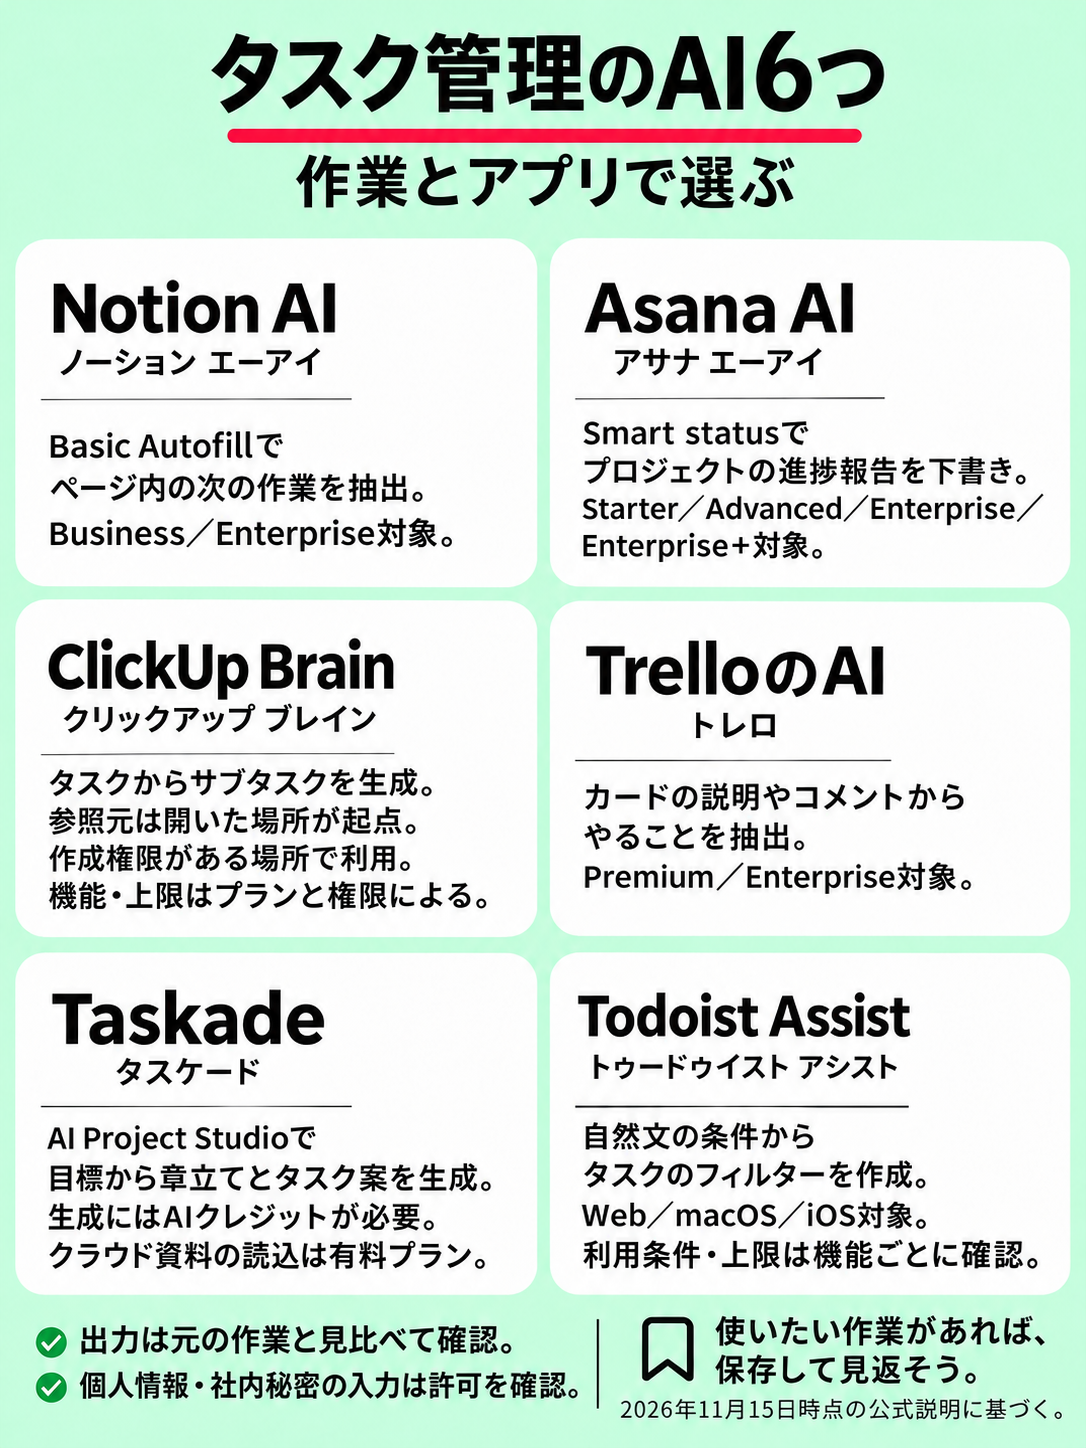 タスク管理のAI6つ
作業とアプリで選ぶ
Notion AI
ノーション エーアイ
Basic Autofillで
ページ内の次の作業を抽出。
Business／Enterprise対象。
Asana AI
アサナ エーアイ
Smart statusで
プロジェクトの進捗報告を下書き。
Starter／Advanced／Enterprise／
Enterprise+対象。
ClickUp Brain
クリックアップ ブレイン
タスクからサブタスクを生成。
参照元は開いた場所が起点。
作成権限がある場所で利用。
機能・上限はプランと権限による。
TrelloのAI
トレロ
カードの説明やコメントから
やることを抽出。
Premium／Enterprise対象。
Taskade
タスケード
AI Project Studioで
目標から章立てとタスク案を生成。
生成にはAIクレジットが必要。
クラウド資料の読込は有料プラン。
Todoist Assist
トゥードゥイスト アシスト
自然文の条件から
タスクのフィルターを作成。
Web／macOS／iOS対象。
利用条件・上限は機能ごとに確認。
出力は元の作業と見比べて確認。
個人情報・社内秘密の入力は許可を確認。
使いたい作業があれば、
保存して見返そう。
2026年11月15日時点の公式説明に基づく。